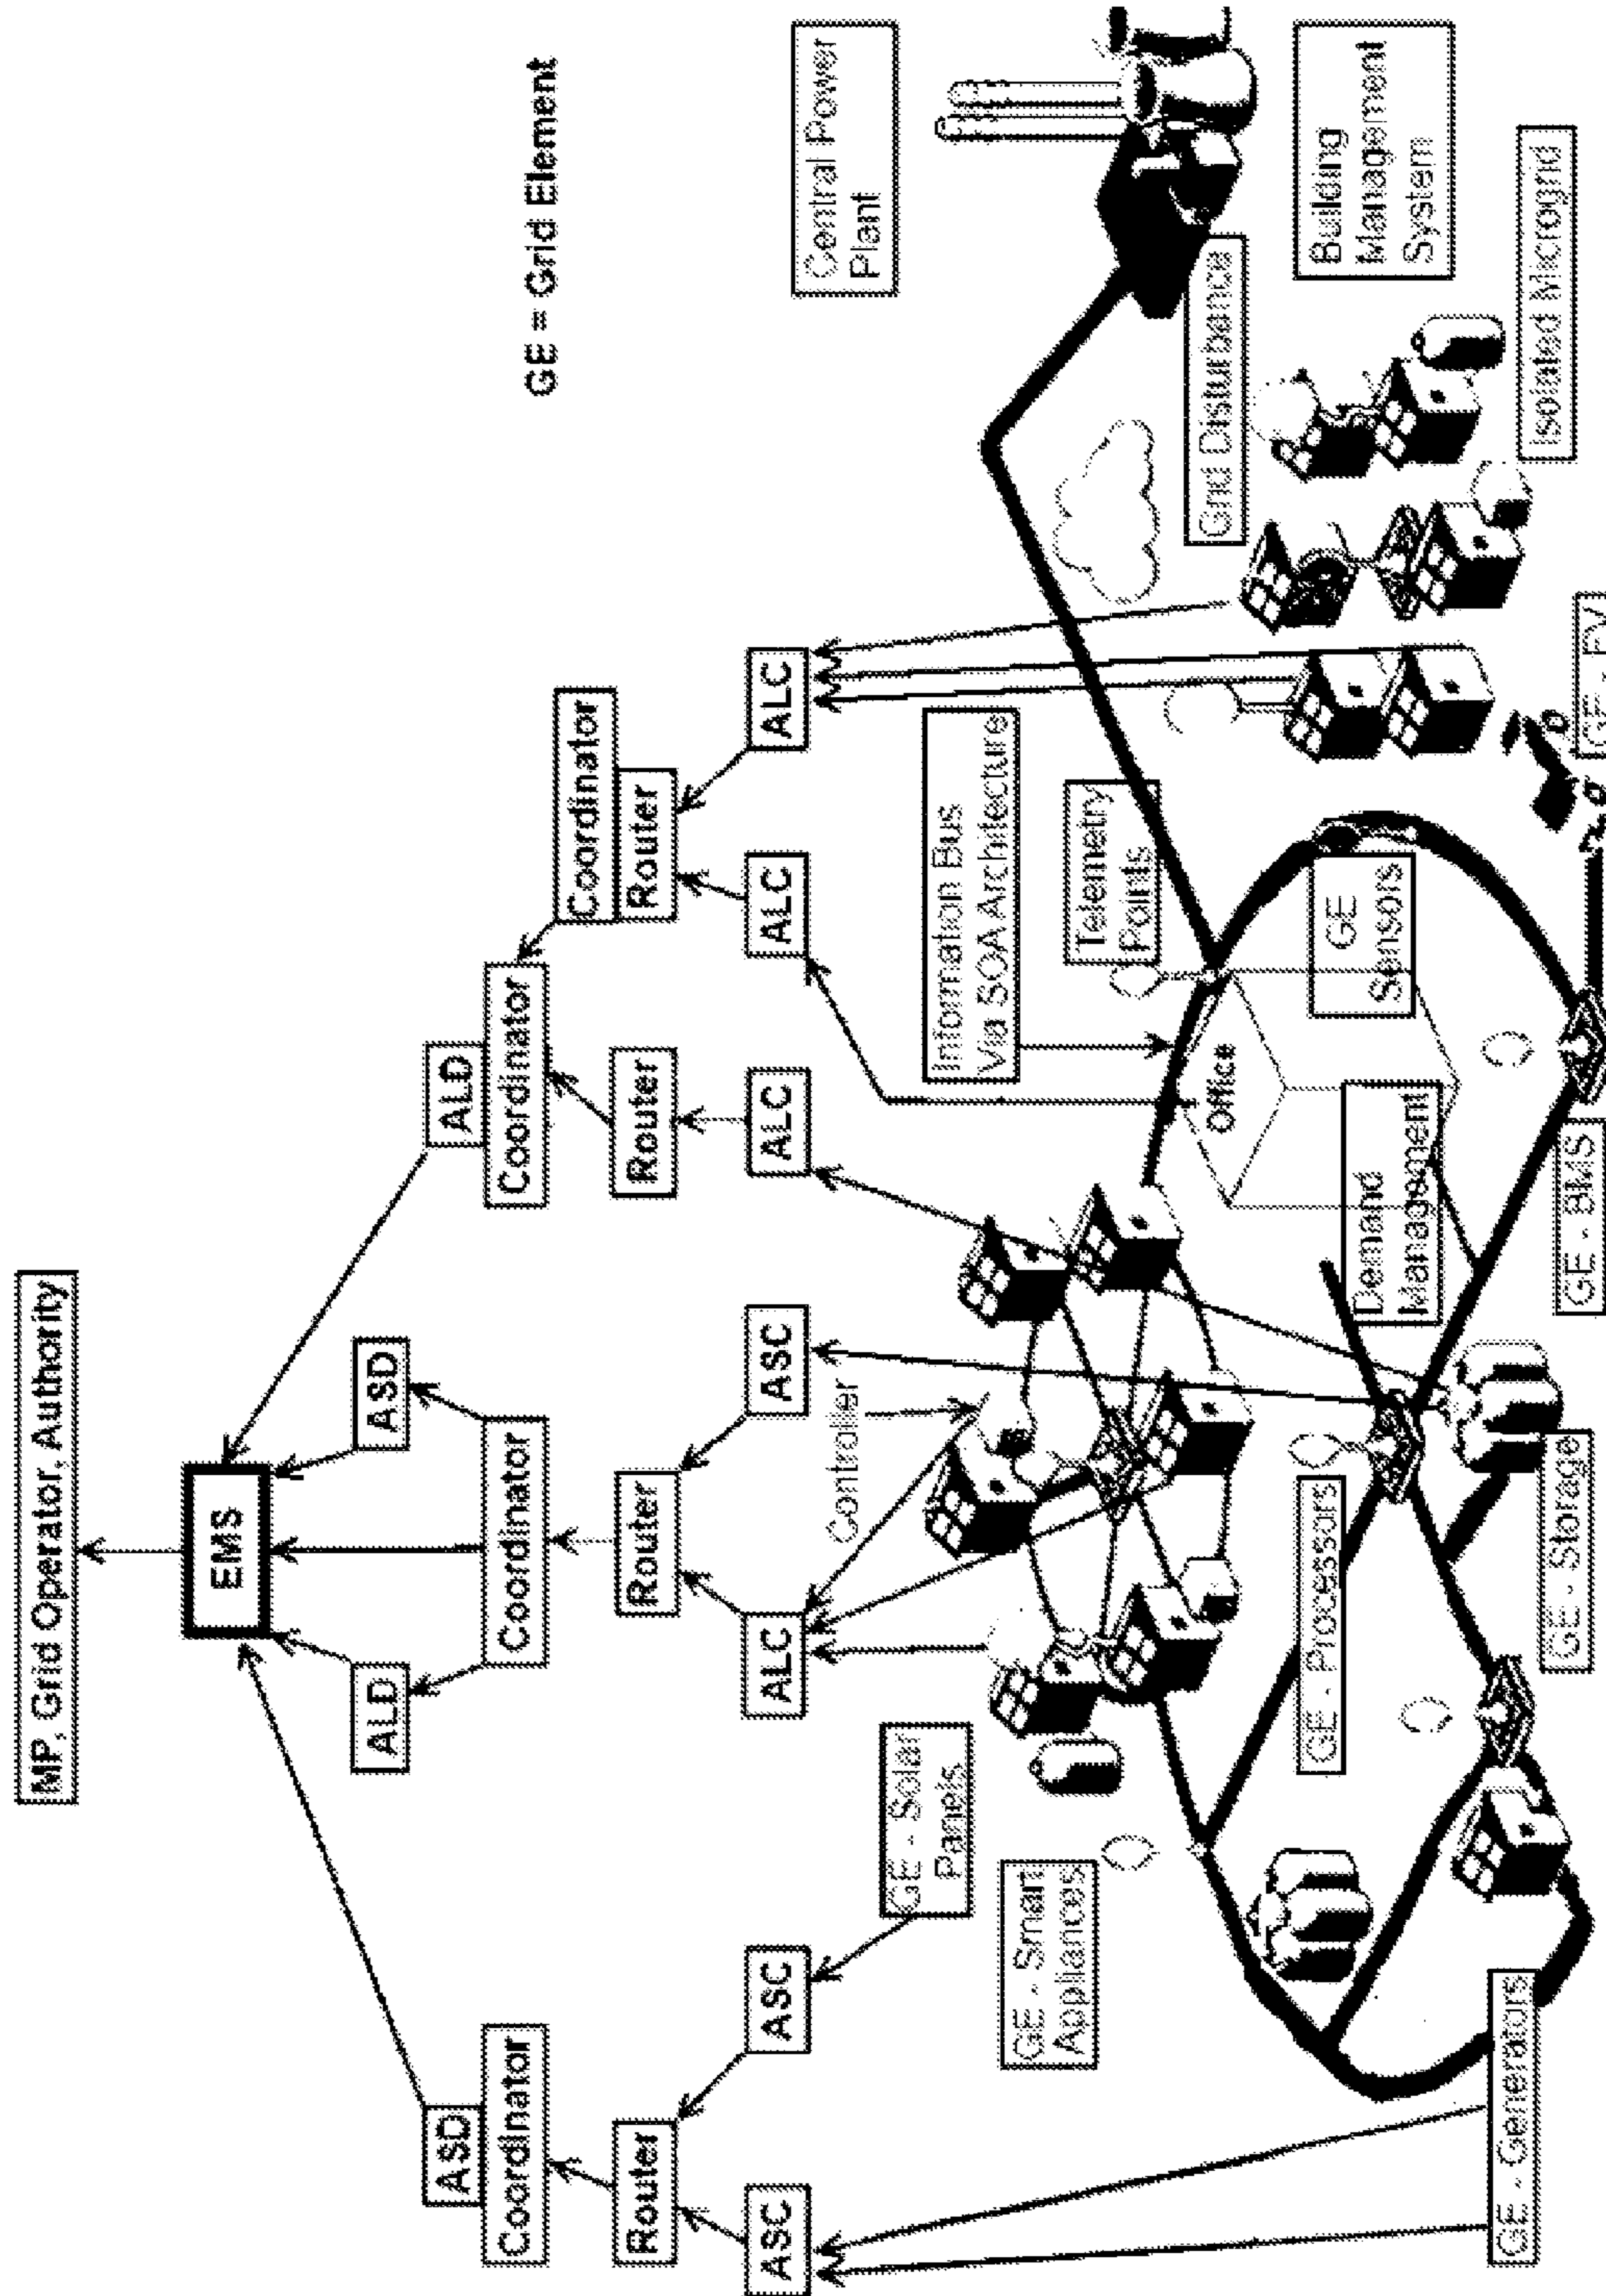 MP, Grid Operator, Authority
EMS
ALD
ASD
ASD
Coordinator
Coordinator
ALD
Coordinator
Coordinator
Router
Router
Router
Router
GE = Grid Element
ASC
ASC
ALC
ASC
ALC
ALC
ALC
Controller
GE - Solar
Panels
Information Bus
Via SOA Architecture
Central Power
Plant
GE - Smart
Appliances
Telemetry
Points
Office
Grid Disturbance
GE - Processors
Demand
Management
GE
Sensors
Building
Management
System
GE - Generators
GE - Storage
GE - BMS
GE - PV
Isolated Microgrid